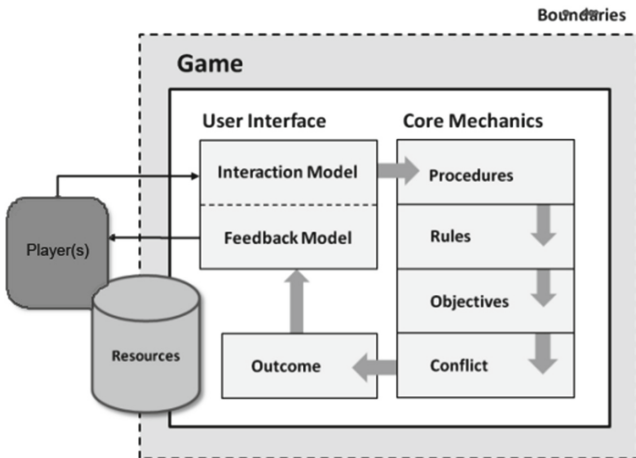 Boundaries
Game
User Interface
Core Mechanics
Interaction Model
Procedures
Feedback Model
Rules
Player(s)
Objectives
Resources
Outcome
Conflict